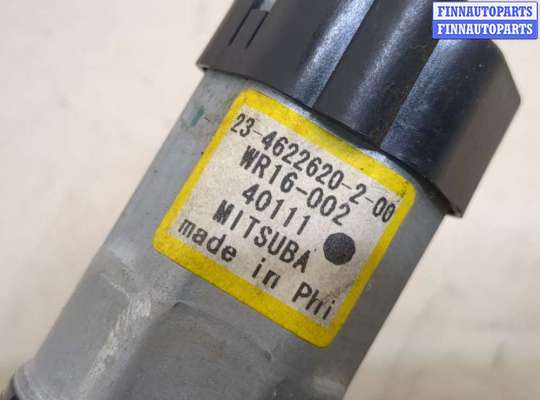 FINNAUTOPARTS
FINNAUTOPARTS
23-4622620-2-00
WR16-002
40111
MITSUBA
made in Phi